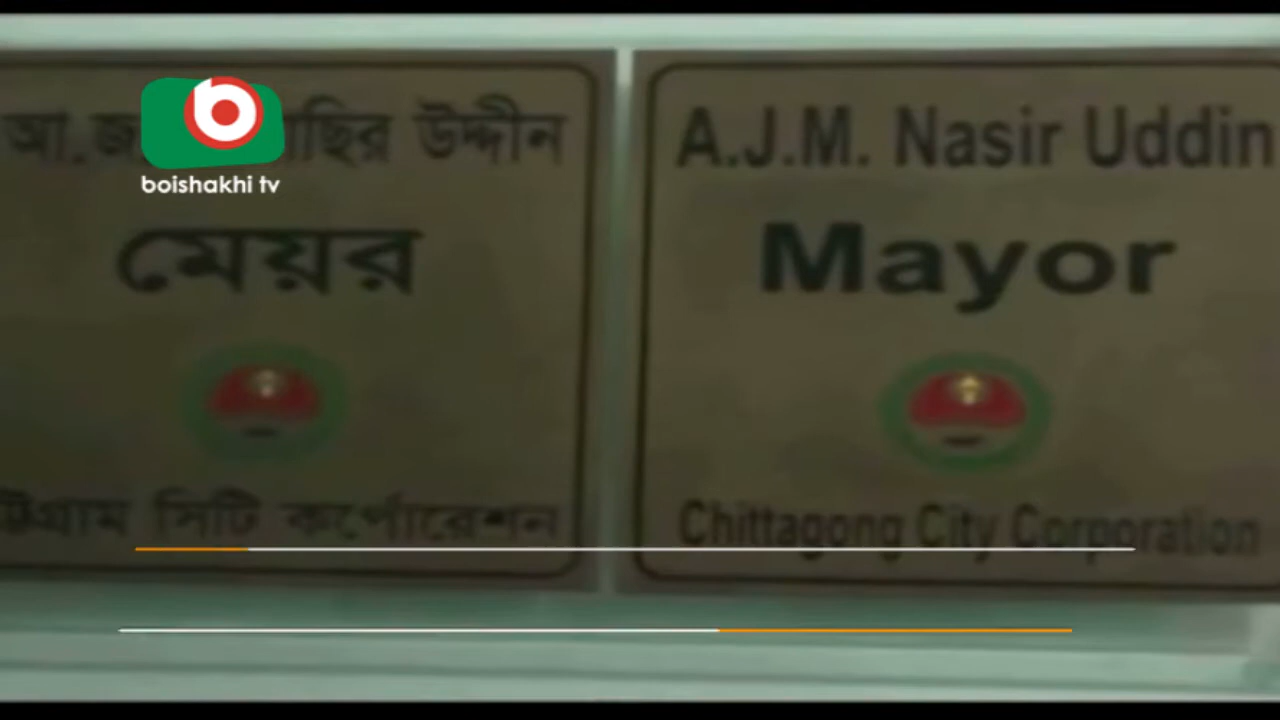 উদ্দীন
মেয়র
সিটি কর্পোরেশন
A.J.M. Nasir Uddin
Mayor
Chittagong City Corporation
boishakhi tv